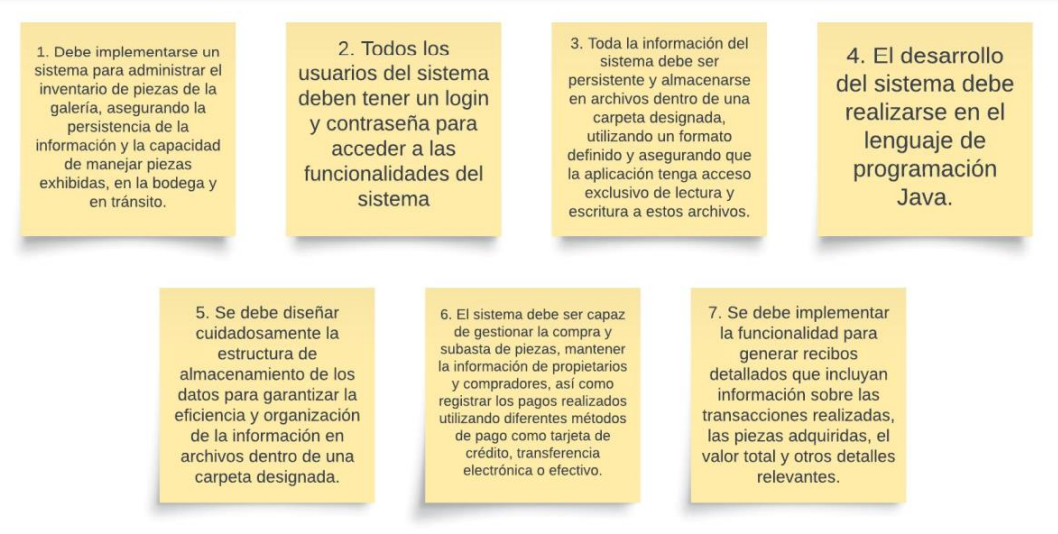 1. Debe implementarse un
sistema para administrar el
inventario de piezas de la
galería, asegurando la
persistencia de la
información y la capacidad
de manejar piezas
exhibidas, en la bodega y
en tránsito.
2. Todos los
usuarios del sistema
deben tener un login
y contraseña para
acceder a las
funcionalidades del
sistema
3. Toda la información del
sistema debe ser
persistente y almacenarse
en archivos dentro de una
carpeta designada,
utilizando un formato
definido y asegurando que
la aplicación tenga acceso
exclusivo de lectura y
escritura a estos archivos.
4. El desarrollo
del sistema debe
realizarse en el
lenguaje de
programación
Java.
5. Se debe diseñar
cuidadosamente la
estructura de
almacenamiento de los
datos para garantizar la
eficiencia y organización
de la información en
archivos dentro de una
carpeta designada.
6. El sistema debe ser capaz
de gestionar la compra y
subasta de piezas, mantener
la información de propietarios
y compradores, así como
registrar los pagos realizados
utilizando diferentes métodos
de pago como tarjeta de
crédito, transferencia
electrónica o efectivo.
7. Se debe implementar
la funcionalidad para
generar recibos
detallados que incluyan
información sobre las
transacciones realizadas,
las piezas adquiridas, el
valor total y otros detalles
relevantes.